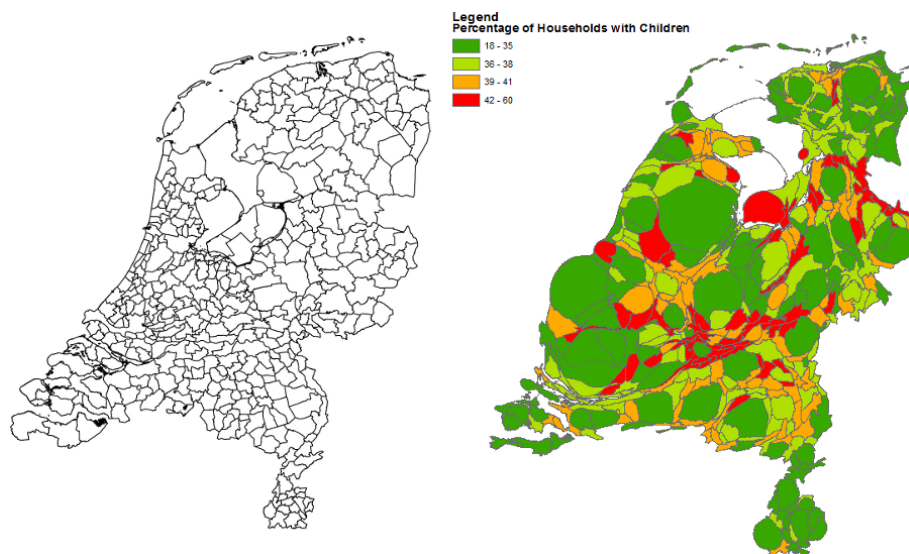 Legend
Percentage of Households with Children
18 - 35
36 - 38
39 - 41
42 - 60